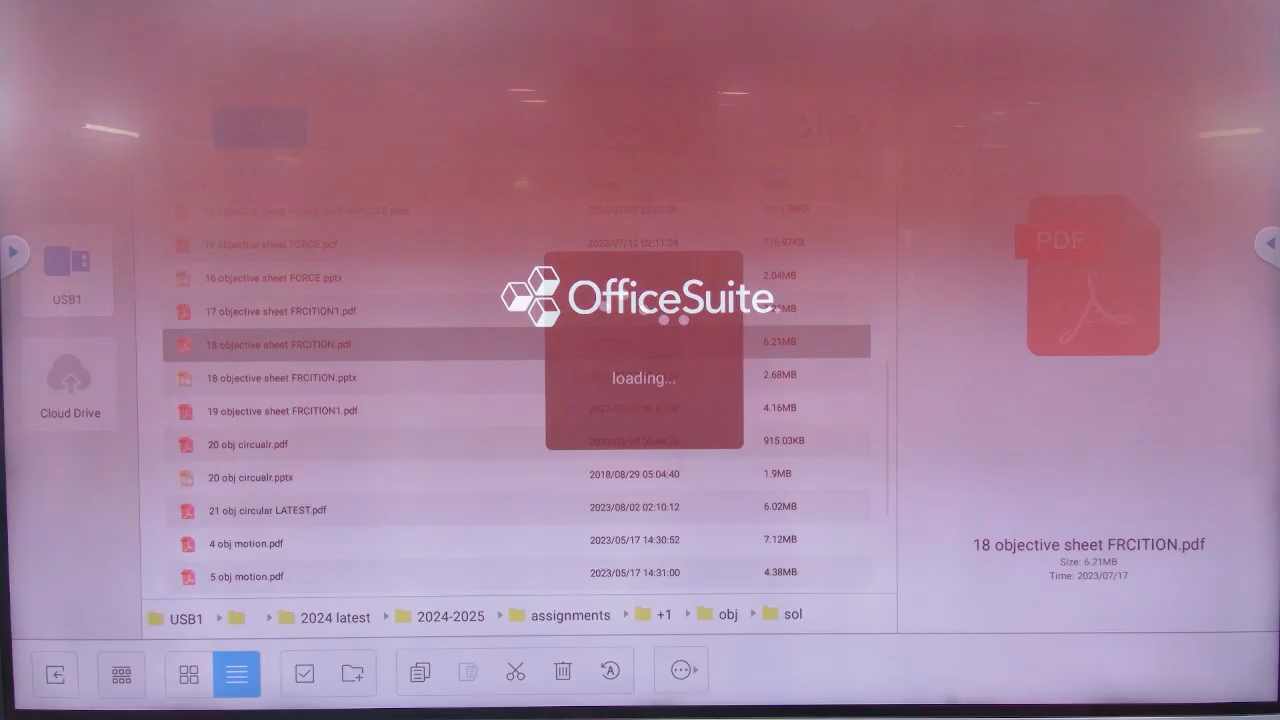 16 objective sheet FORCE.pdf 2023/07/12 02:11:24 716.97KB
16 objective sheet FORCE.pptx 2.04MB
17 objective sheet FRCITION1.pdf
18 objective sheet FRCITION.pdf 6.21MB
18 objective sheet FRCITION.pptx 2.68MB
19 objective sheet FRCITION1.pdf 4.16MB
20 obj circualr.pdf 915.03KB
20 obj circualr.pptx 2018/08/29 05:04:40 1.9MB
21 obj circular LATEST.pdf 2023/08/02 02:10:12 6.02MB
4 obj motion.pdf 2023/05/17 14:30:52 7.12MB
5 obj motion.pdf 2023/05/17 14:31:00 4.38MB
USB1
Cloud Drive
OfficeSuite
loading...
PDF
18 objective sheet FRCITION.pdf
Size: 6.21MB
Time: 2023/07/17
USB1 2024 latest 2024-2025 assignments +1 obj sol